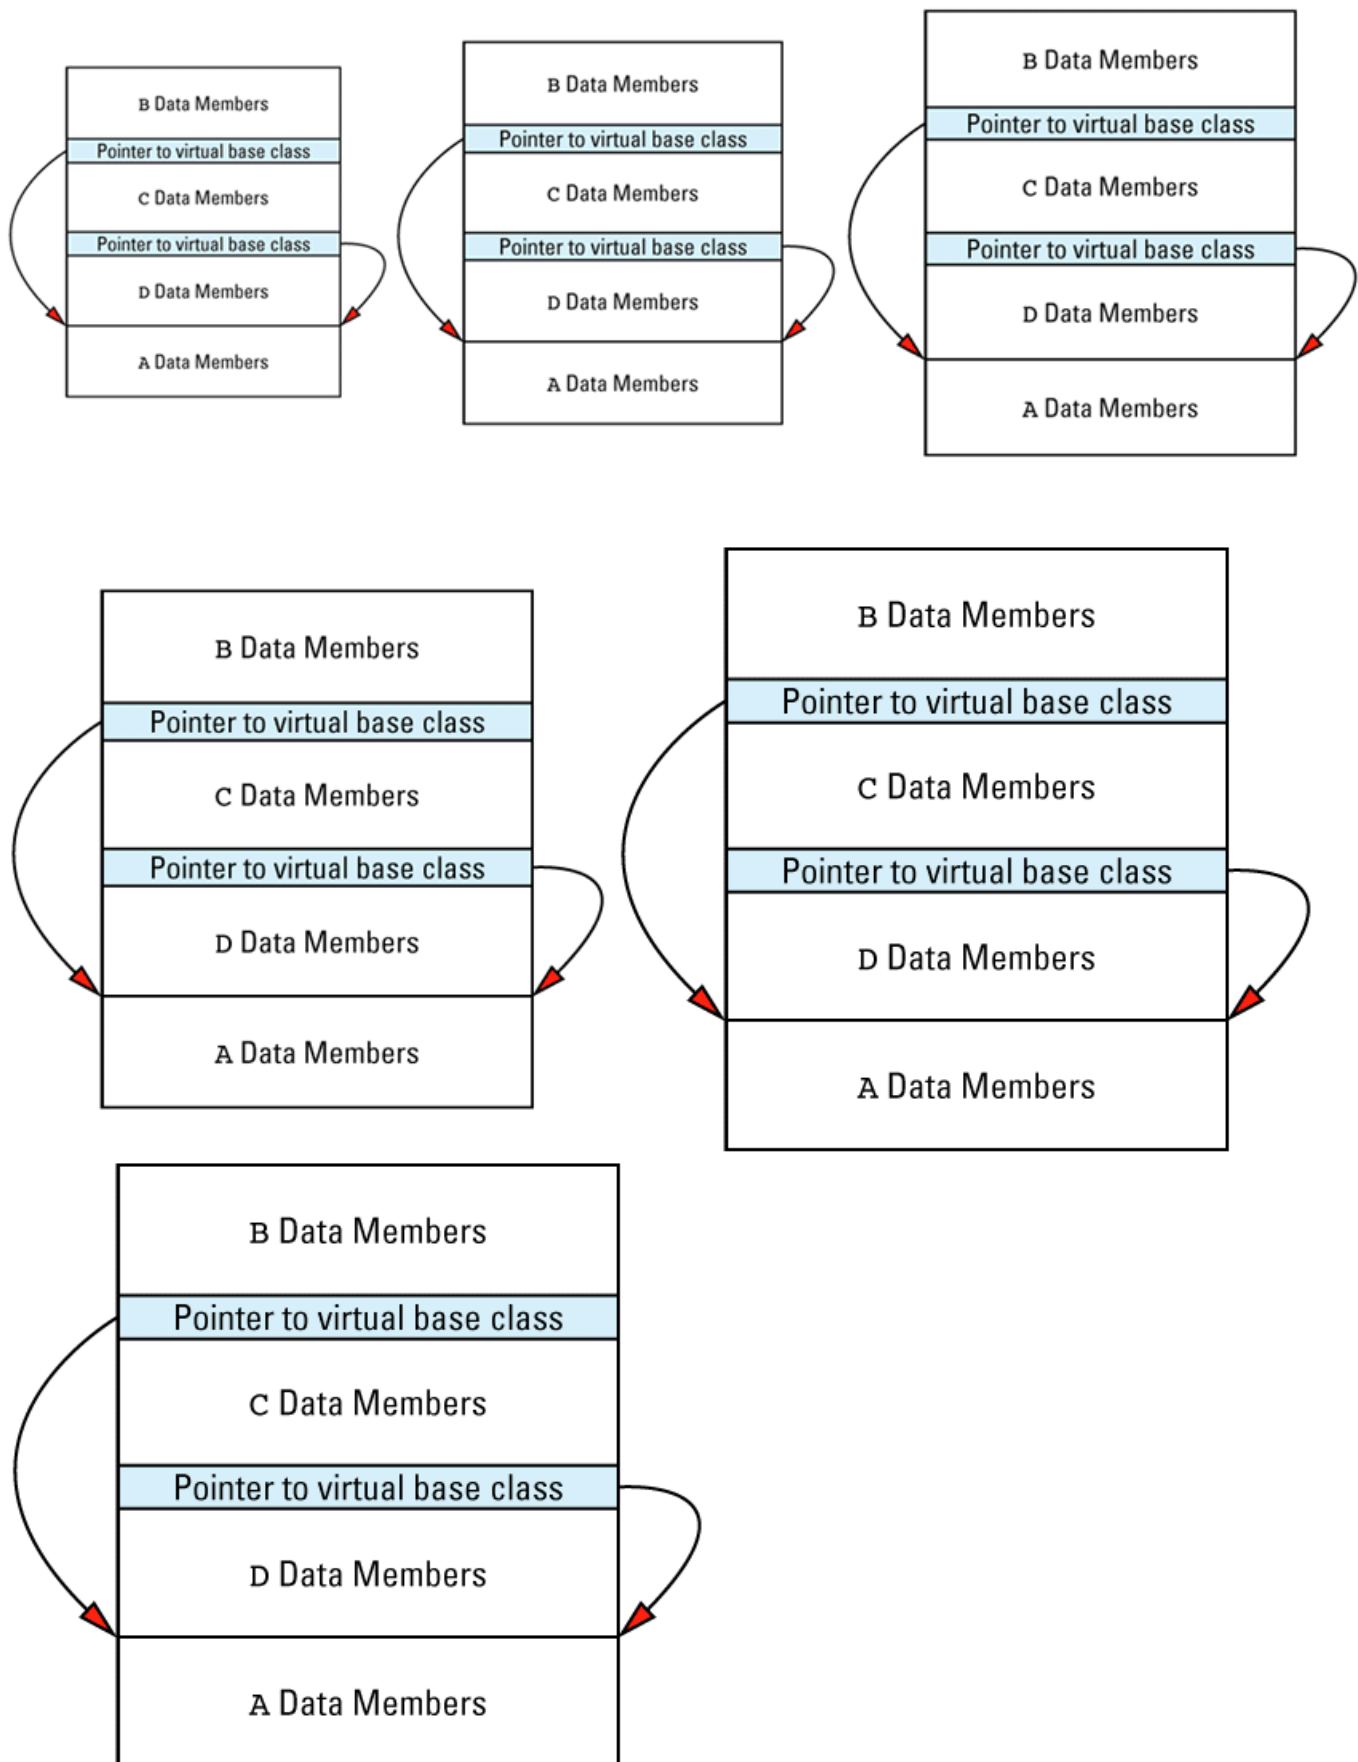 B Data Members
Pointer to virtual base class
C Data Members
Pointer to virtual base class
D Data Members
A Data Members
B Data Members
Pointer to virtual base class
C Data Members
Pointer to virtual base class
D Data Members
A Data Members
B Data Members
Pointer to virtual base class
C Data Members
Pointer to virtual base class
D Data Members
A Data Members
B Data Members
Pointer to virtual base class
C Data Members
Pointer to virtual base class
D Data Members
A Data Members
B Data Members
Pointer to virtual base class
C Data Members
Pointer to virtual base class
D Data Members
A Data Members
B Data Members
Pointer to virtual base class
C Data Members
Pointer to virtual base class
D Data Members
A Data Members